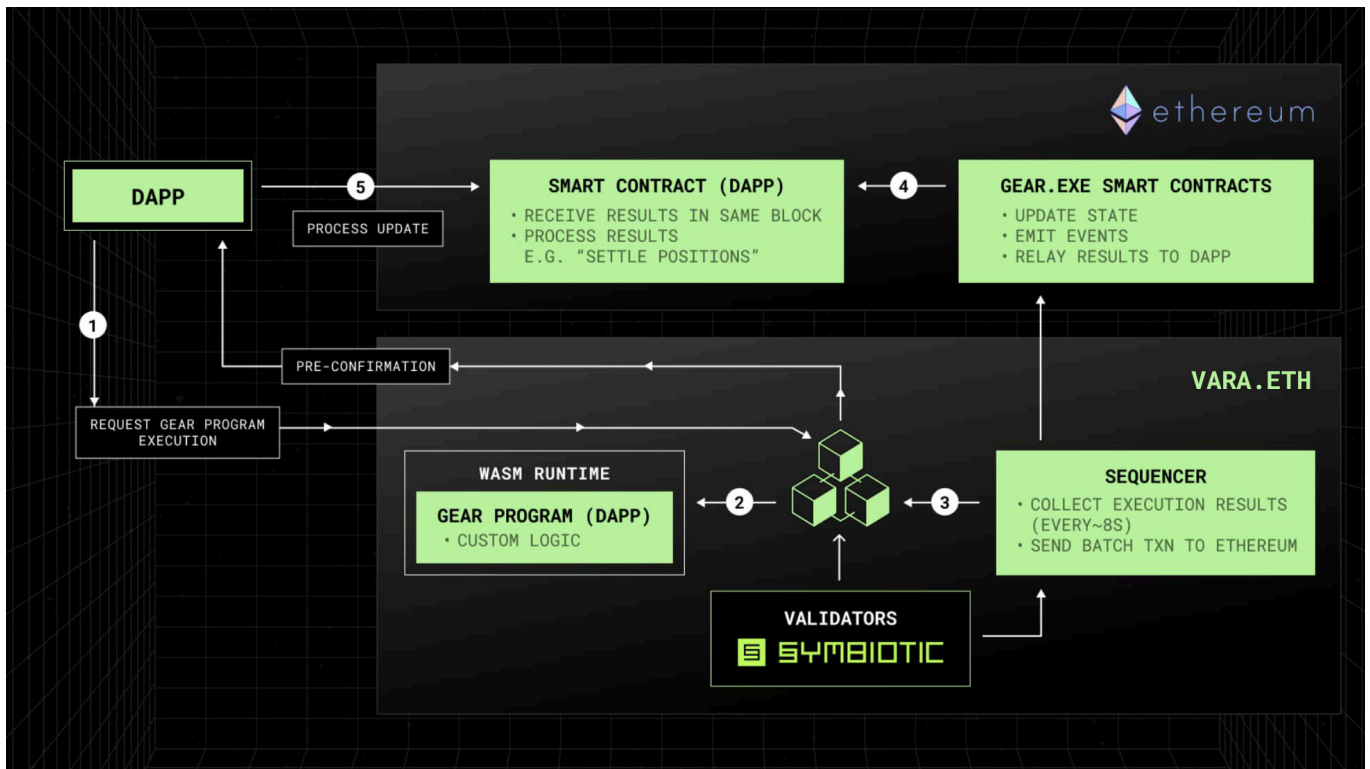 ethereum
DAPP
5
PROCESS UPDATE
SMART CONTRACT (DAPP)
• RECEIVE RESULTS IN SAME BLOCK
• PROCESS RESULTS
E.G. “SETTLE POSITIONS”
4
GEAR.EXE SMART CONTRACTS
• UPDATE STATE
• EMIT EVENTS
• RELAY RESULTS TO DAPP
1
PRE-CONFIRMATION
VARA.ETH
REQUEST GEAR PROGRAM
EXECUTION
WASM RUNTIME
GEAR PROGRAM (DAPP)
• CUSTOM LOGIC
2
3
SEQUENCER
• COLLECT EXECUTION RESULTS
(EVERY~8S)
• SEND BATCH TXN TO ETHEREUM
VALIDATORS
SYMBIOTIC